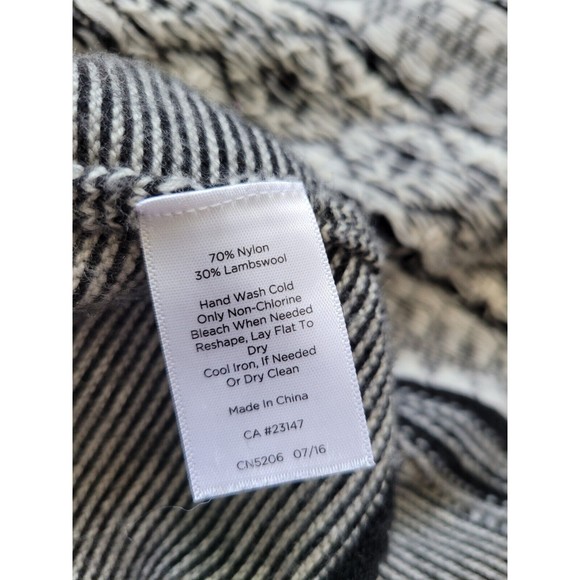 70% Nylon
30% Lambswool
Hand Wash Cold
Only Non-Chlorine
Bleach When Needed
Reshape, Lay Flat To
Dry
Cool Iron, If Needed
Or Dry Clean
Made In China
CA #23147
CN5206 07/16